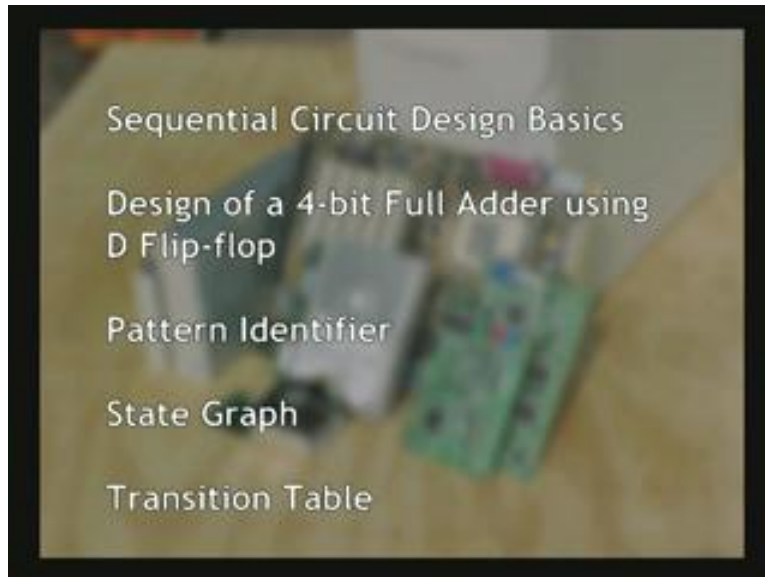 Sequential Circuit Design Basics
Design of a 4-bit Full Adder using
D Flip-flop
Pattern Identifier
State Graph
Transition Table